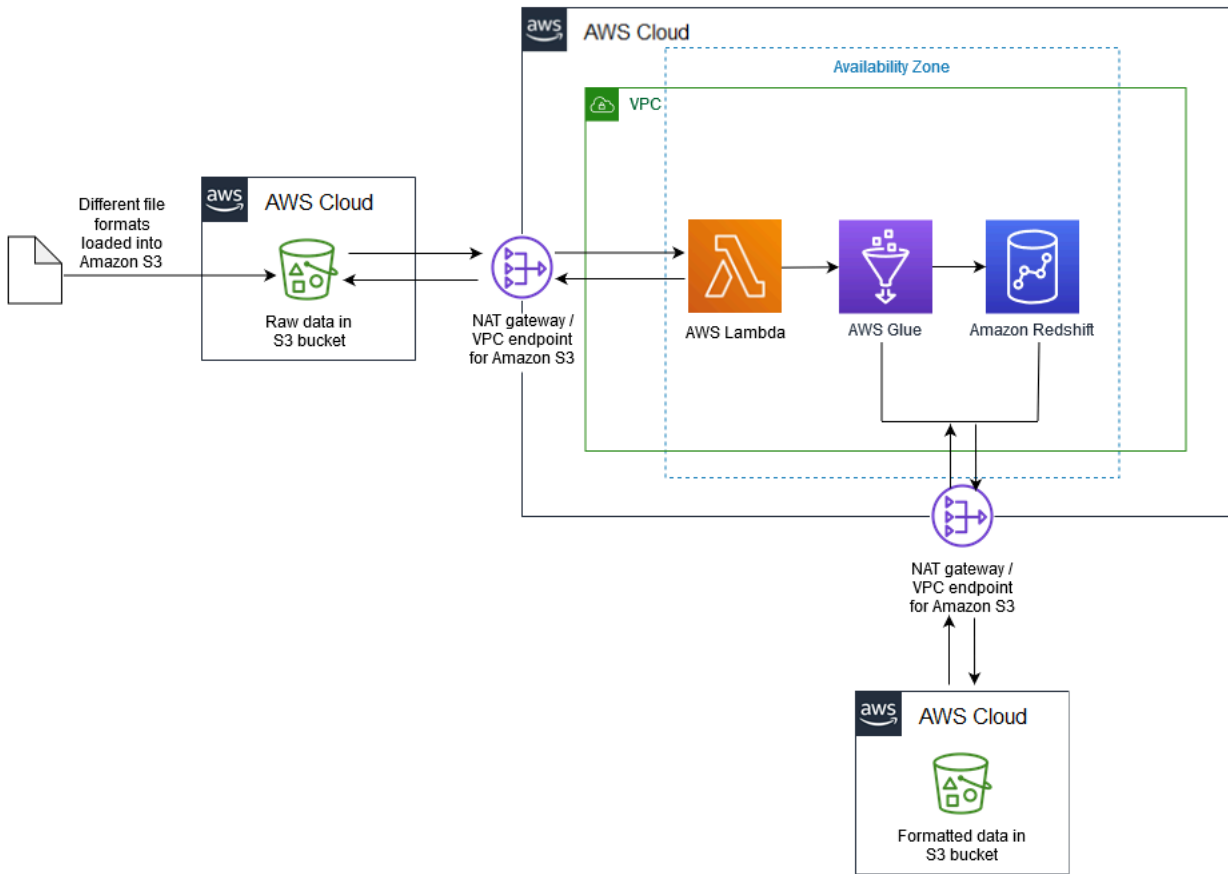 aws
AWS Cloud
Availability Zone
VPC
Different file
formats
loaded into
Amazon S3
aws
AWS Cloud
Raw data in
S3 bucket
NAT gateway /
VPC endpoint
for Amazon S3
AWS Lambda
AWS Glue
Amazon Redshift
NAT gateway /
VPC endpoint
for Amazon S3
aws
AWS Cloud
Formatted data in
S3 bucket